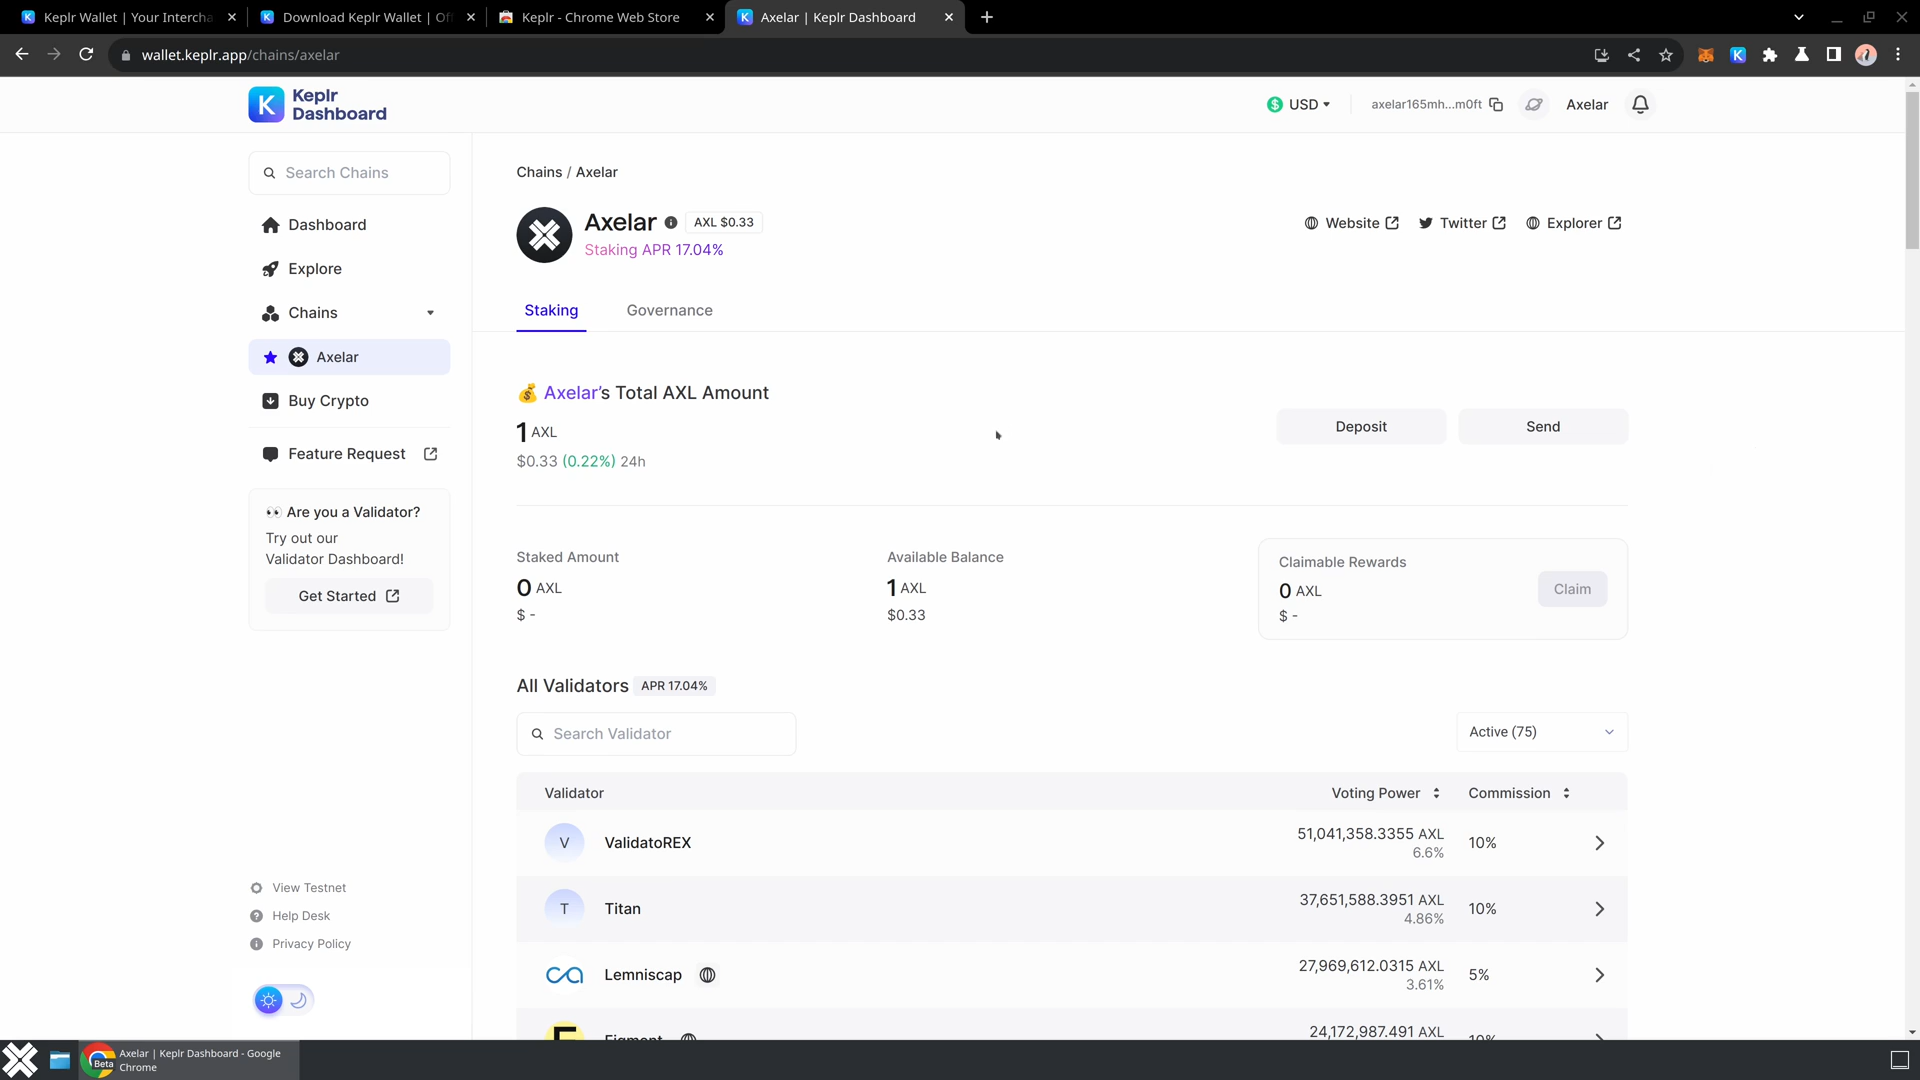 Keplr Wallet | Your Intercha
Download Keplr Wallet | Of
Keplr - Chrome Web Store
Axelar | Keplr Dashboard
wallet.keplr.app/chains/axelar
K
Keplr
Dashboard
$ USD
axelar165mh...m0ft
Axelar
Search Chains
Dashboard
Explore
Chains
Axelar
Buy Crypto
Feature Request
Are you a Validator?
Try out our
Validator Dashboard!
Get Started
View Testnet
Help Desk
Privacy Policy
Chains / Axelar
Axelar
AXL $0.33
Staking APR 17.04%
Website
Twitter
Explorer
Staking
Governance
Axelar's Total AXL Amount
1 AXL
$0.33 (0.22%) 24h
Deposit
Send
Staked Amount
0 AXL
$ -
Available Balance
1 AXL
$0.33
Claimable Rewards
0 AXL
$ -
Claim
All Validators APR 17.04%
Search Validator
Active (75)
Validator
Voting Power
Commission
V
ValidatoREX
51,041,358.3355 AXL
6.6%
10%
T
Titan
37,651,588.3951 AXL
4.86%
10%
Lemniscap
27,969,612.0315 AXL
3.61%
5%
Figment
24,172,987.491 AXL
10%
Beta
Axelar | Keplr Dashboard - Google
Chrome